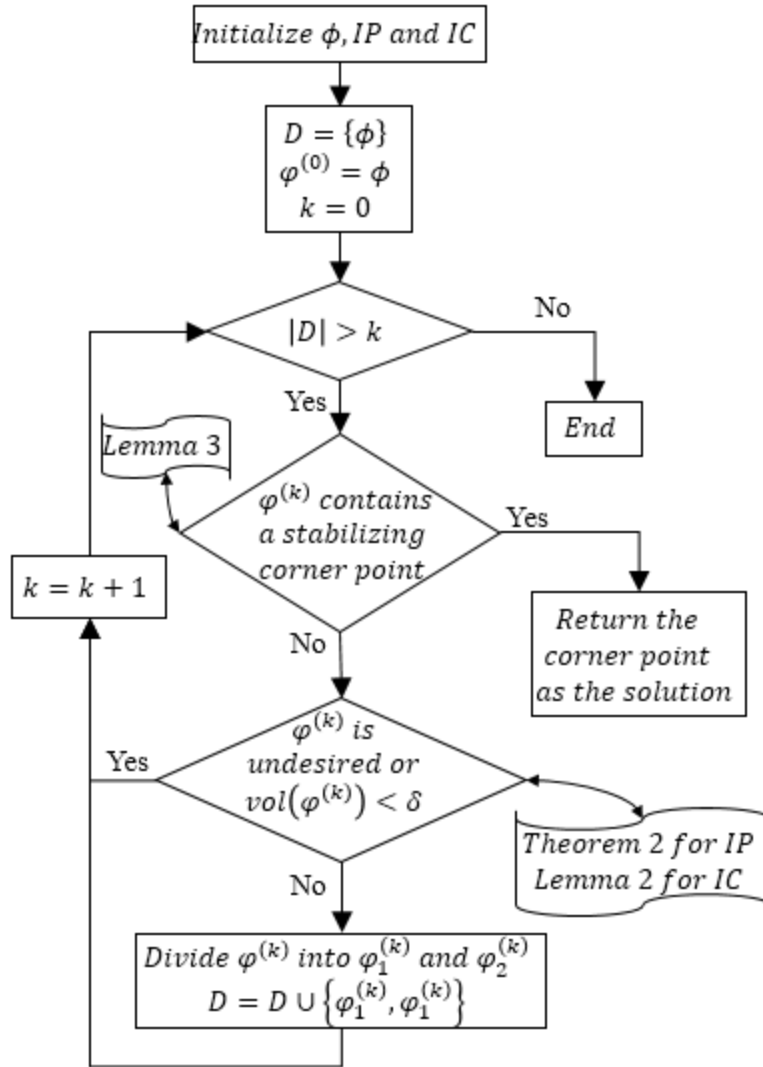 Initialize ϕ, IP and IC
D = {ϕ}
φ^(0) = ϕ
k = 0
|D| > k
No
End
Yes
Lemma 3
φ^(k) contains
a stabilizing
corner point
Yes
Return the
corner point
as the solution
k = k + 1
No
φ^(k) is
undesired or
vol(φ^(k)) < δ
Yes
Theorem 2 for IP
Lemma 2 for IC
No
Divide φ^(k) into φ_1^(k) and φ_2^(k)
D = D ∪ {φ_1^(k), φ_1^(k)}